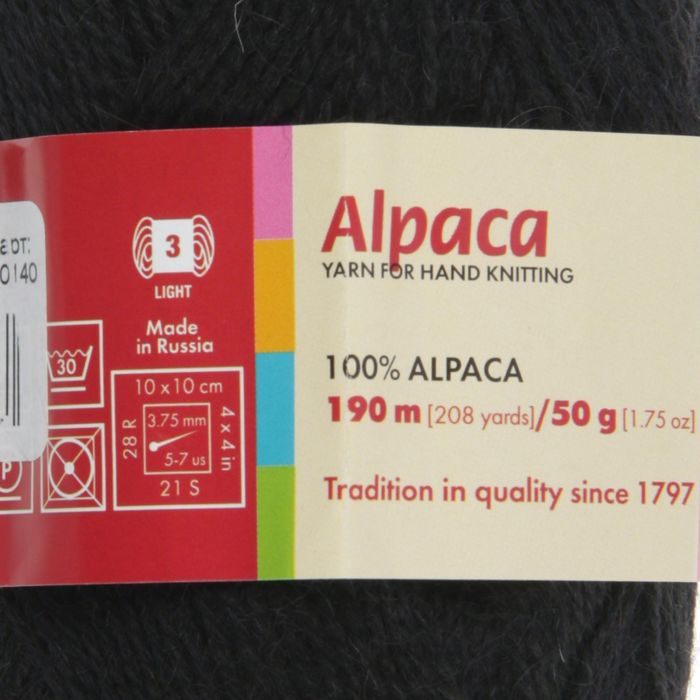 0140
3
LIGHT
Made
in Russia
30
P
10 x 10 cm
28 R
3.75 mm
5-7 us
4 x 4 in
21 S
Alpaca
YARN FOR HAND KNITTING
100% ALPACA
190 m [208 yards]/50 g [1.75 oz]
Tradition in quality since 1797